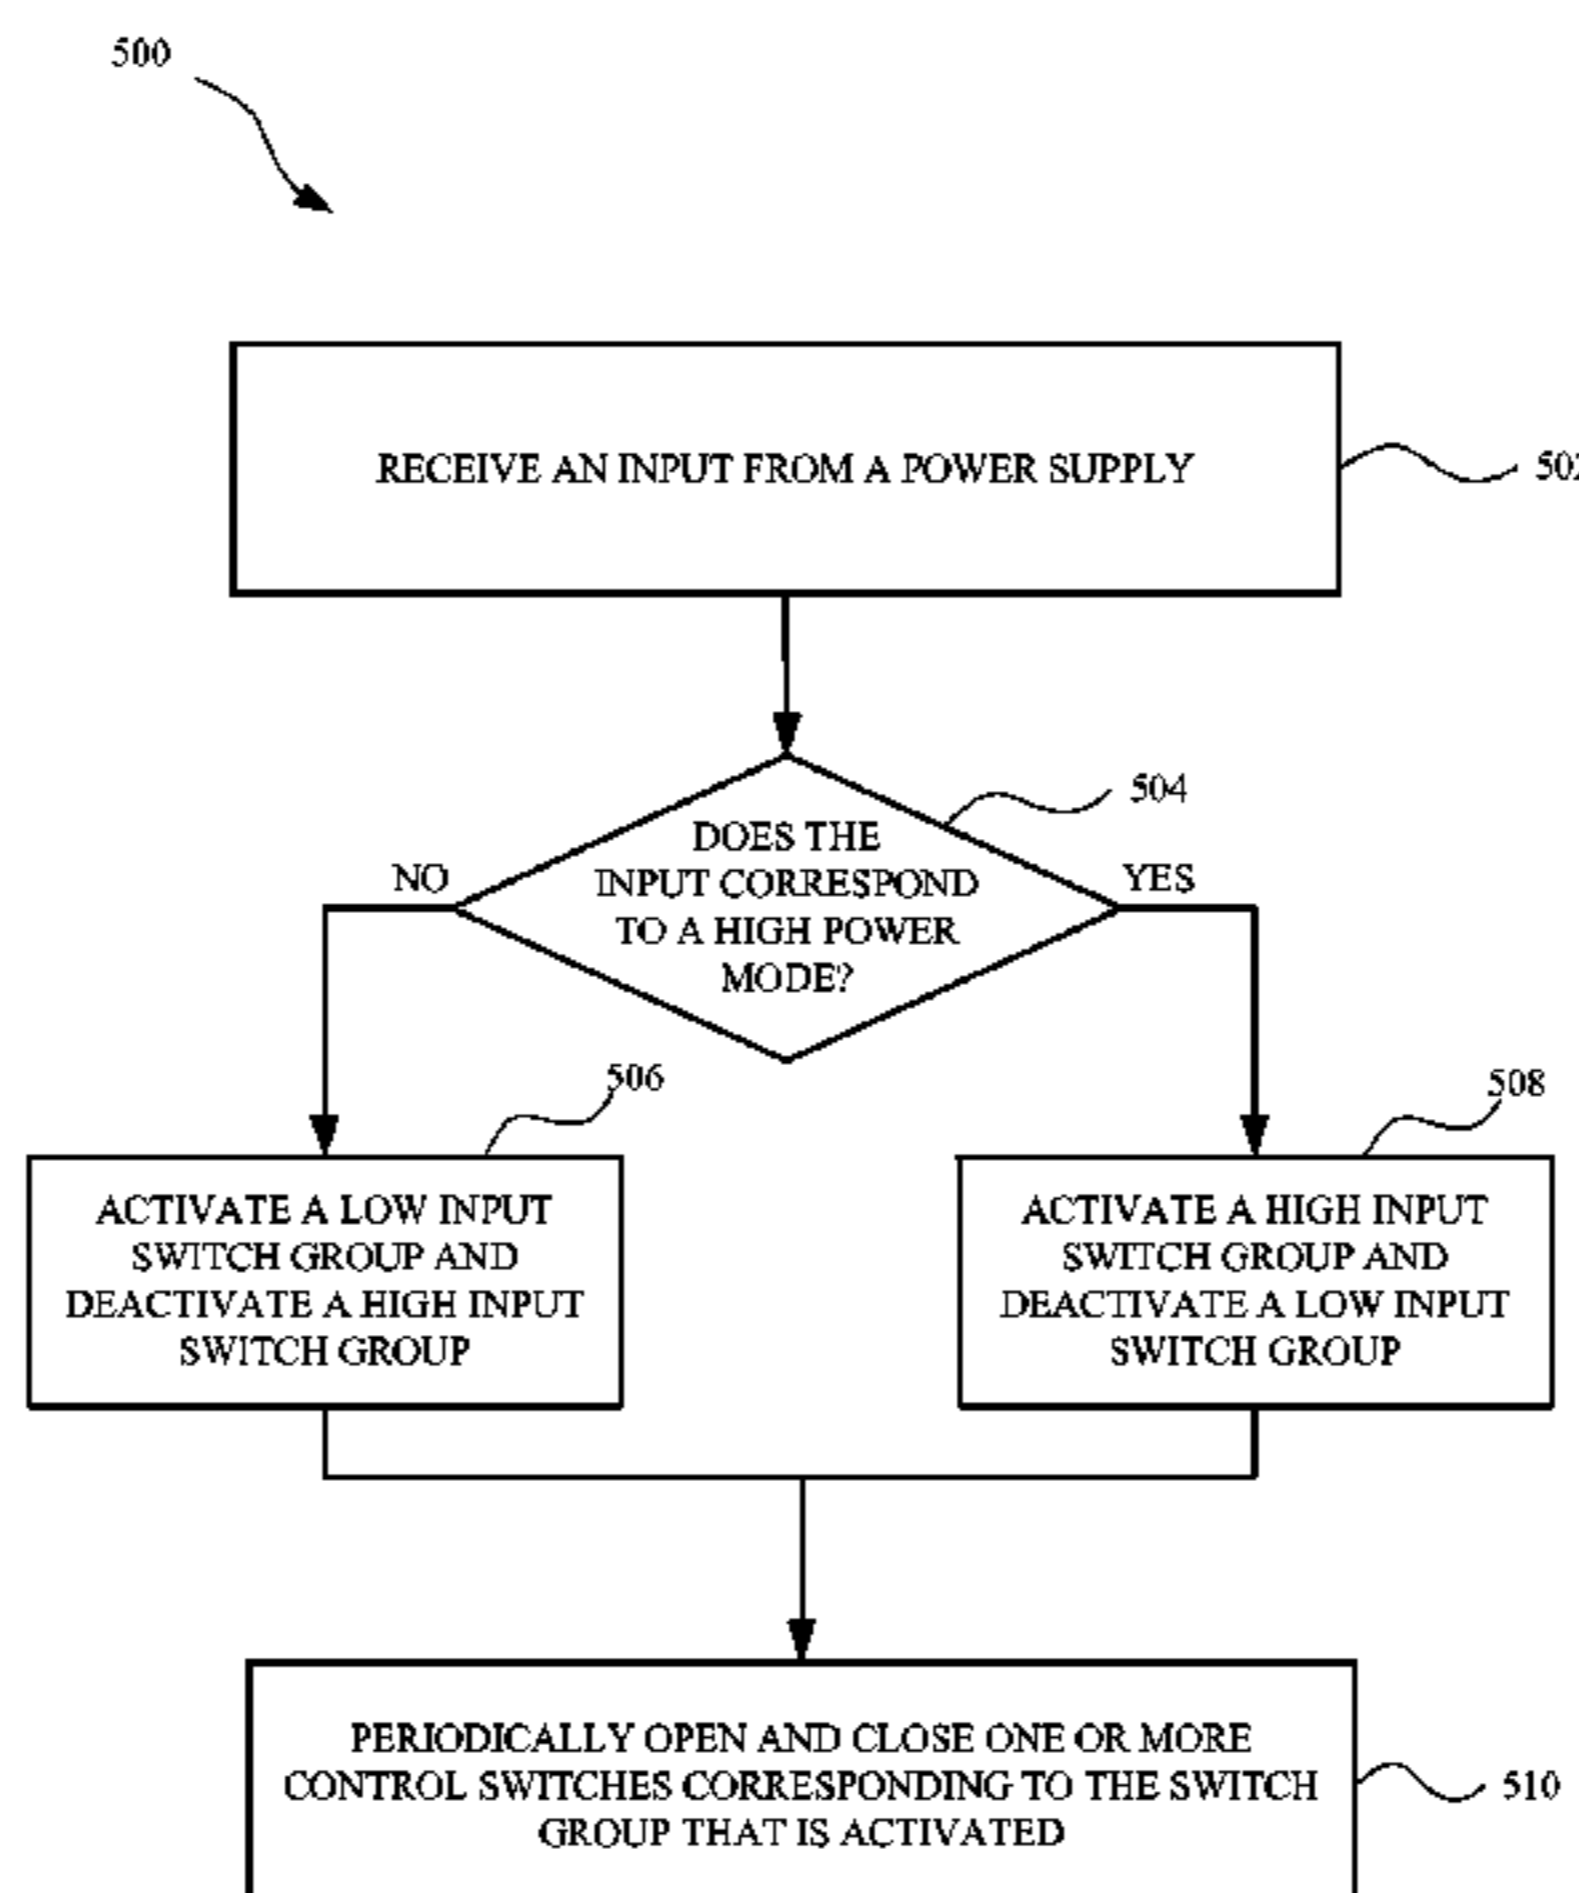 500
RECEIVE AN INPUT FROM A POWER SUPPLY
502
504
DOES THE
INPUT CORRESPOND
TO A HIGH POWER
MODE?
NO
YES
506
508
ACTIVATE A LOW INPUT
SWITCH GROUP AND
DEACTIVATE A HIGH INPUT
SWITCH GROUP
ACTIVATE A HIGH INPUT
SWITCH GROUP AND
DEACTIVATE A LOW INPUT
SWITCH GROUP
PERIODICALLY OPEN AND CLOSE ONE OR MORE
CONTROL SWITCHES CORRESPONDING TO THE SWITCH
GROUP THAT IS ACTIVATED
510